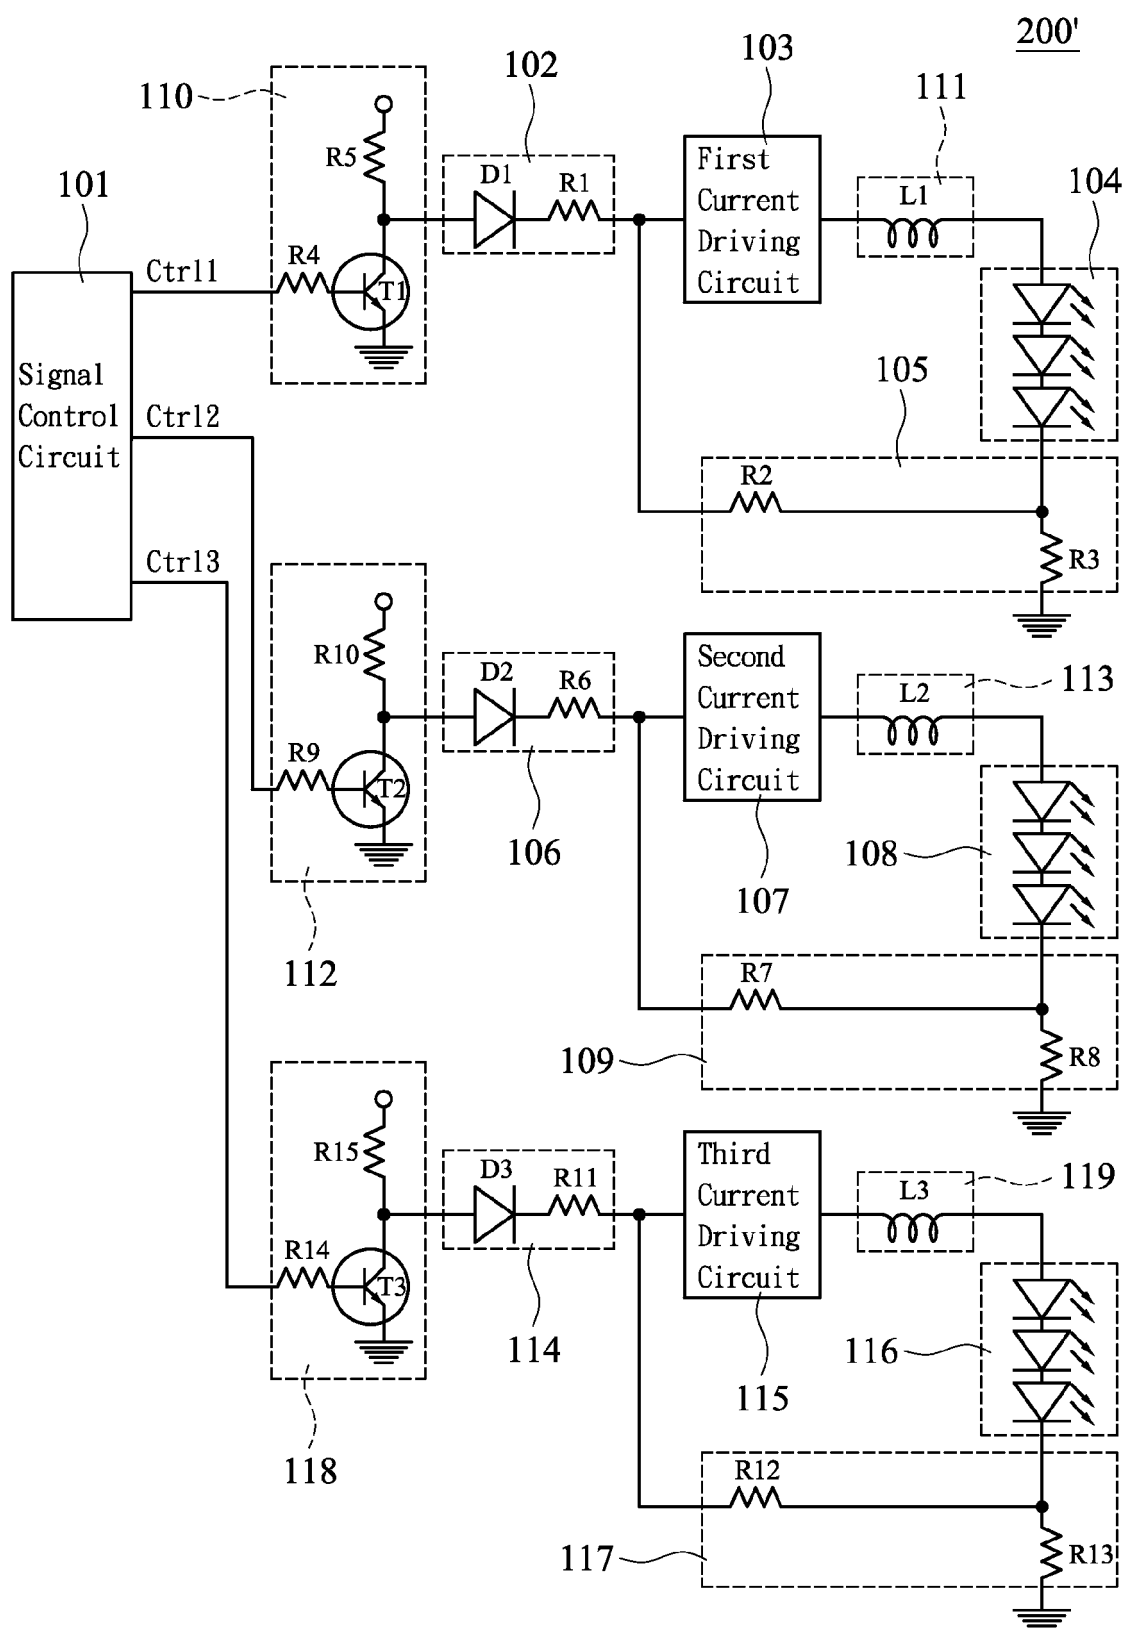 200'
110
102
103
111
104
R5
D1
R1
First
Current
Driving
Circuit
L1
101
Ctrl1
R4
T1
Signal
Control
Circuit
Ctrl2
Ctrl3
105
R2
R3
R10
D2
R6
Second
Current
Driving
Circuit
L2
113
R9
T2
106
107
108
112
R7
R8
109
R15
D3
R11
Third
Current
Driving
Circuit
L3
119
R14
T3
114
115
116
118
R12
R13
117